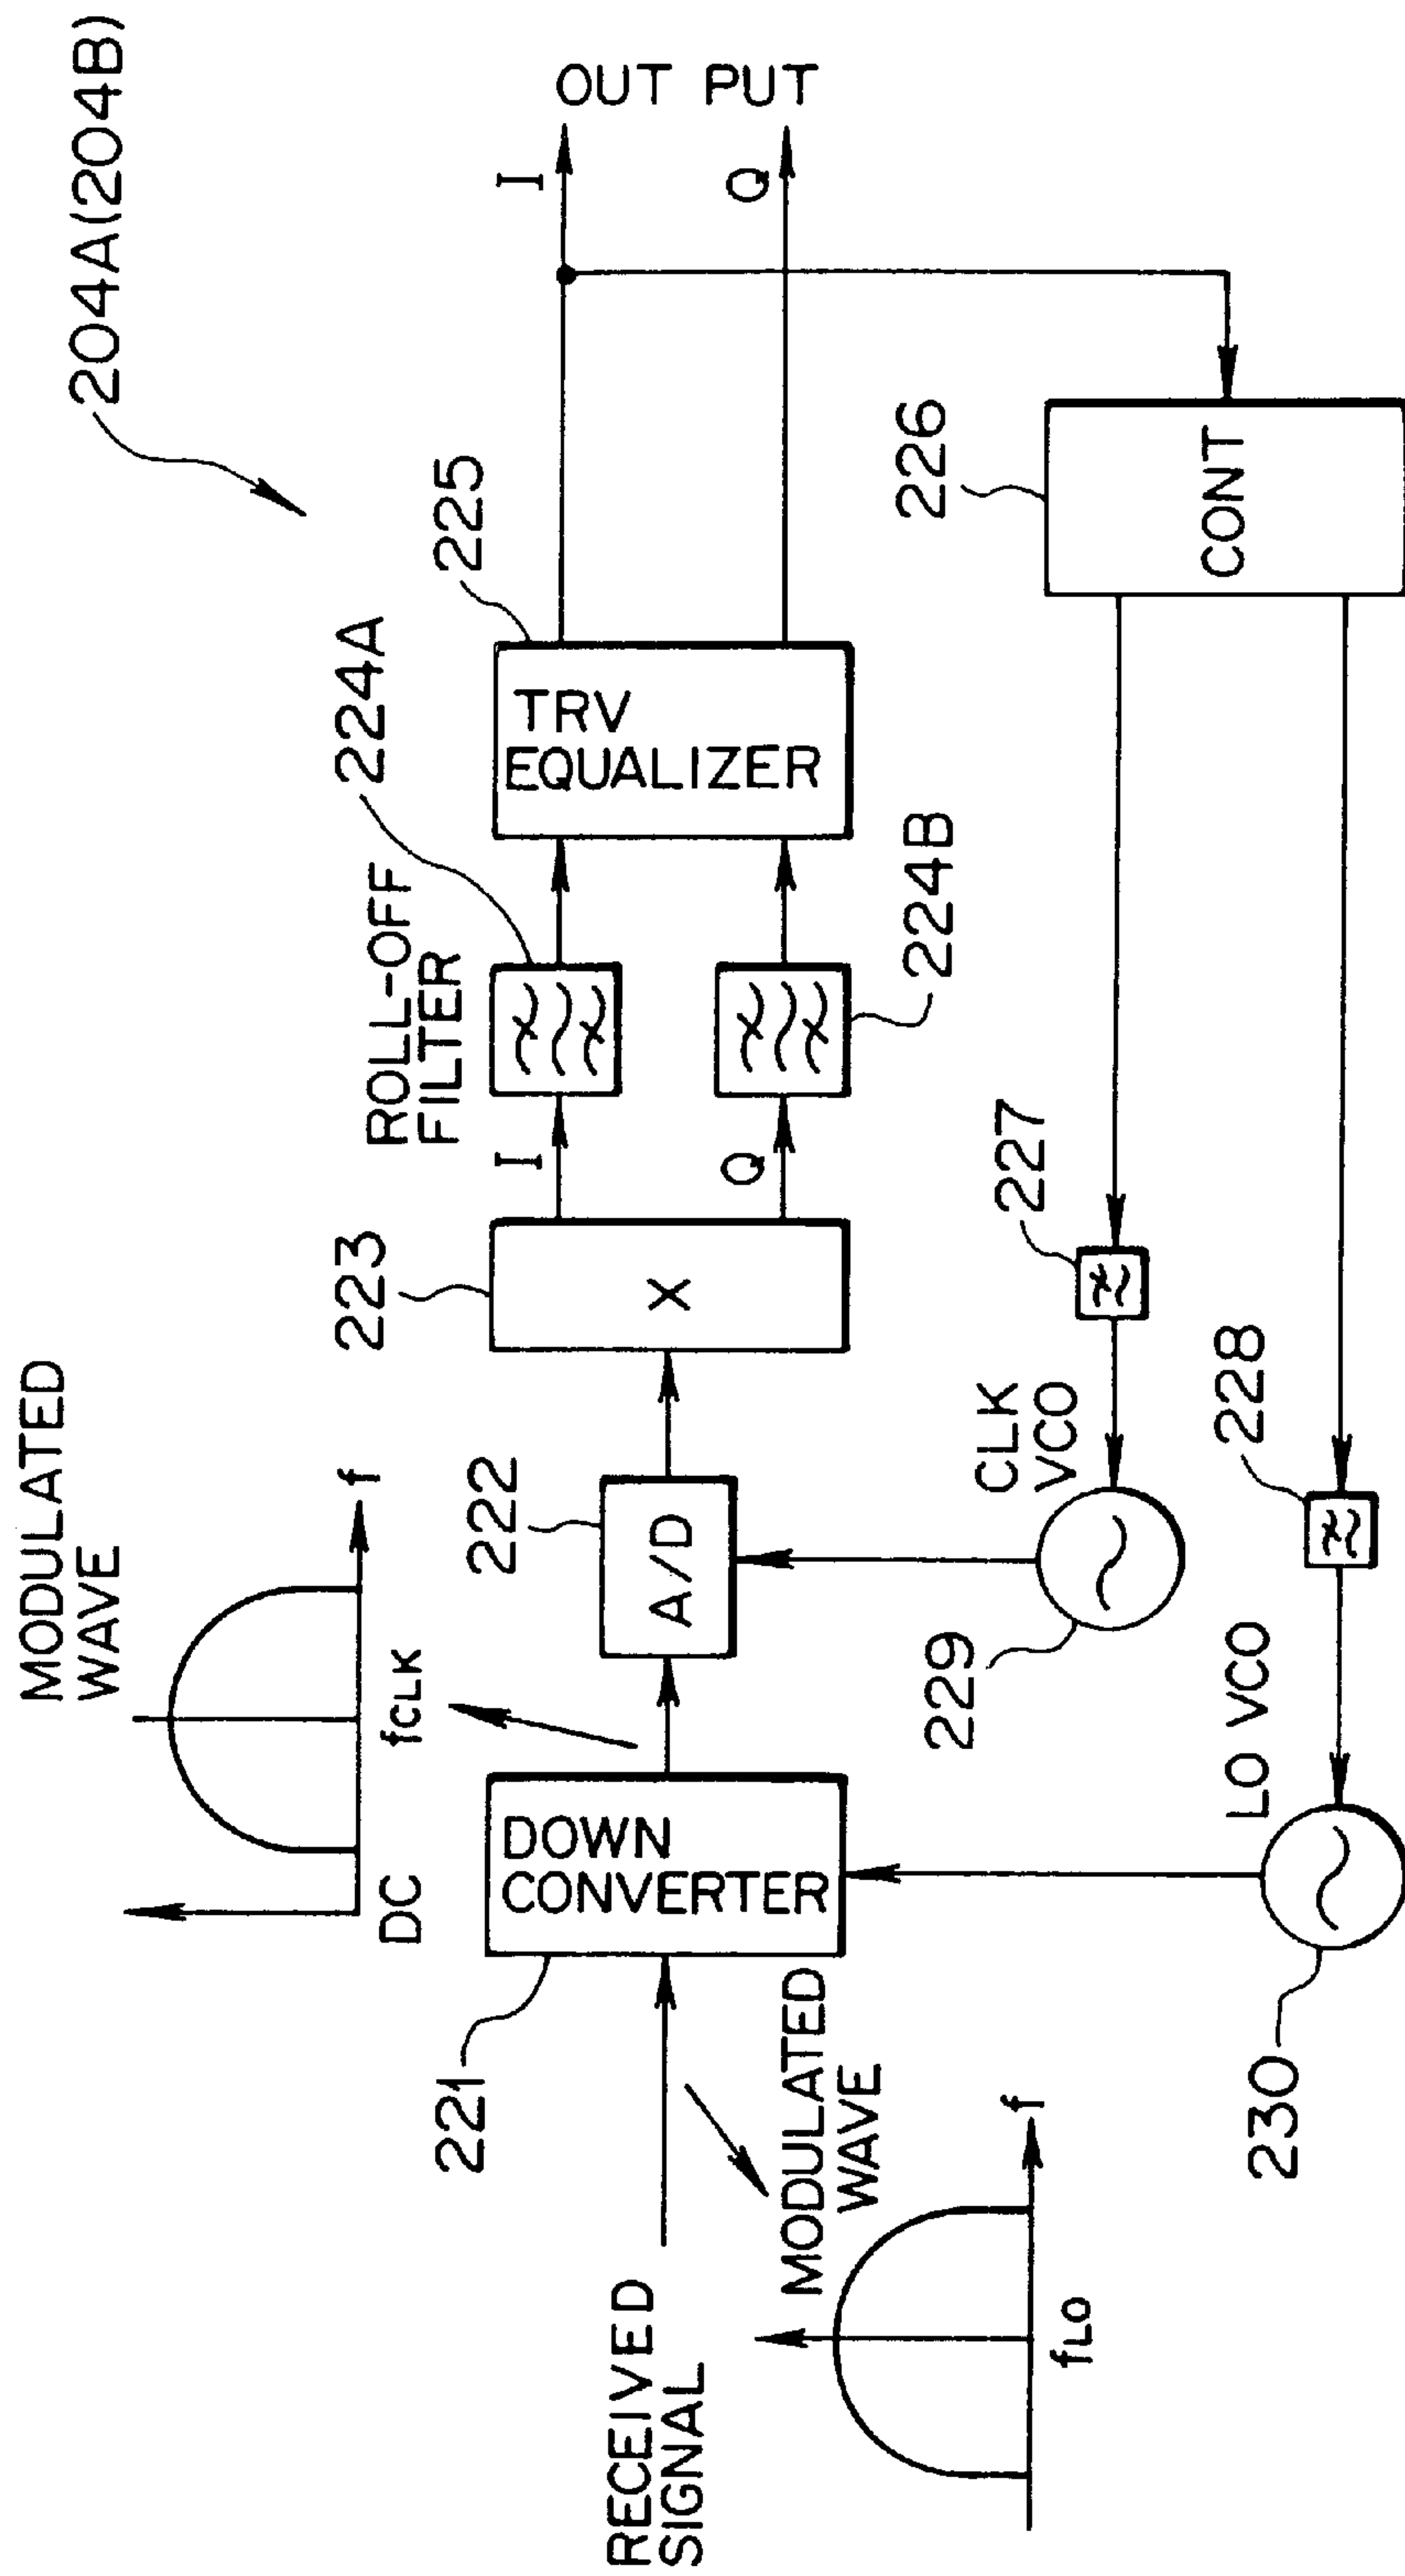 204A(204B)
MODULATED
WAVE
f
fCLK
DC
221
DOWN
CONVERTER
RECEIVED
SIGNAL
MODULATED
WAVE
f
fLO
222
A/D
223
X
I
Q
ROLL-OFF
FILTER
224A
224B
225
TRV
EQUALIZER
I
Q
OUT PUT
226
CONT
227
228
CLK
VCO
229
LO VCO
230